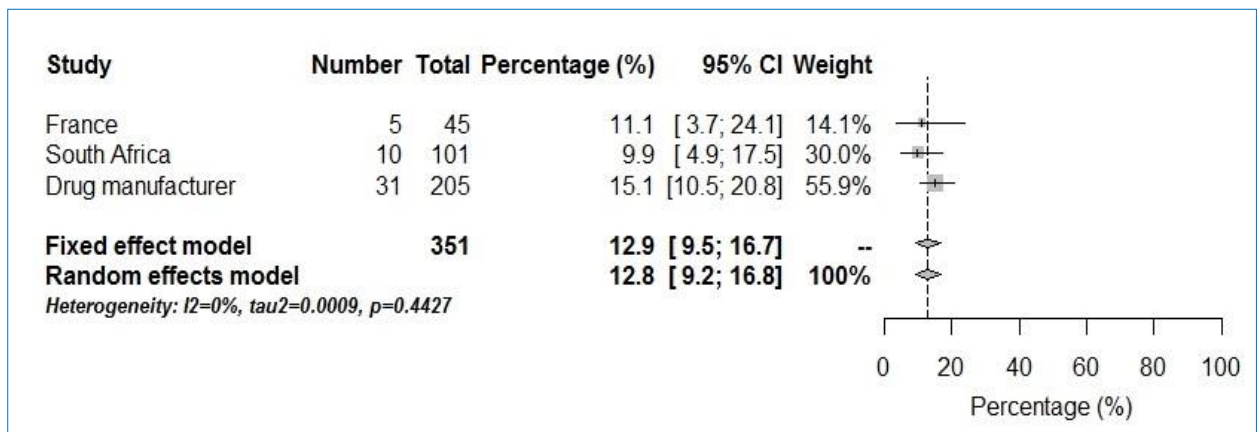 Study Number Total Percentage (%) 95% CI Weight
France 5 45 11.1 [ 3.7; 24.1] 14.1%
South Africa 10 101 9.9 [ 4.9; 17.5] 30.0%
Drug manufacturer 31 205 15.1 [10.5; 20.8] 55.9%
Fixed effect model 351 12.9 [ 9.5; 16.7] --
Random effects model 12.8 [ 9.2; 16.8] 100%
Heterogeneity: I2=0%, tau2=0.0009, p=0.4427
0 20 40 60 80 100
Percentage (%)